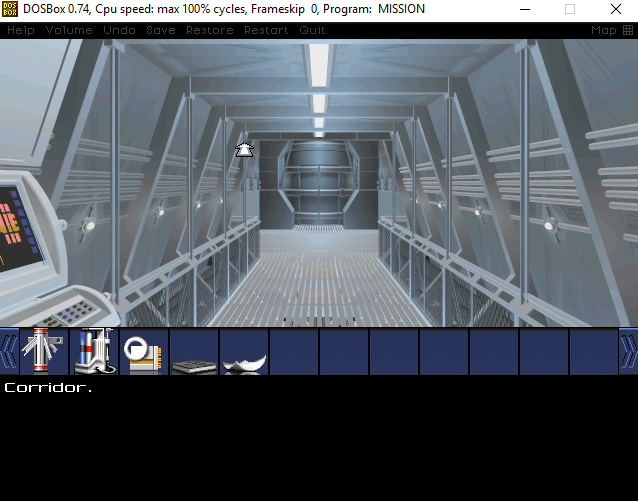 DOSBox 0.74, Cpu speed: max 100% cycles, Frameskip 0, Program: MISSION
Help Volume Undo Save Restore Restart Quit Map
Corridor.